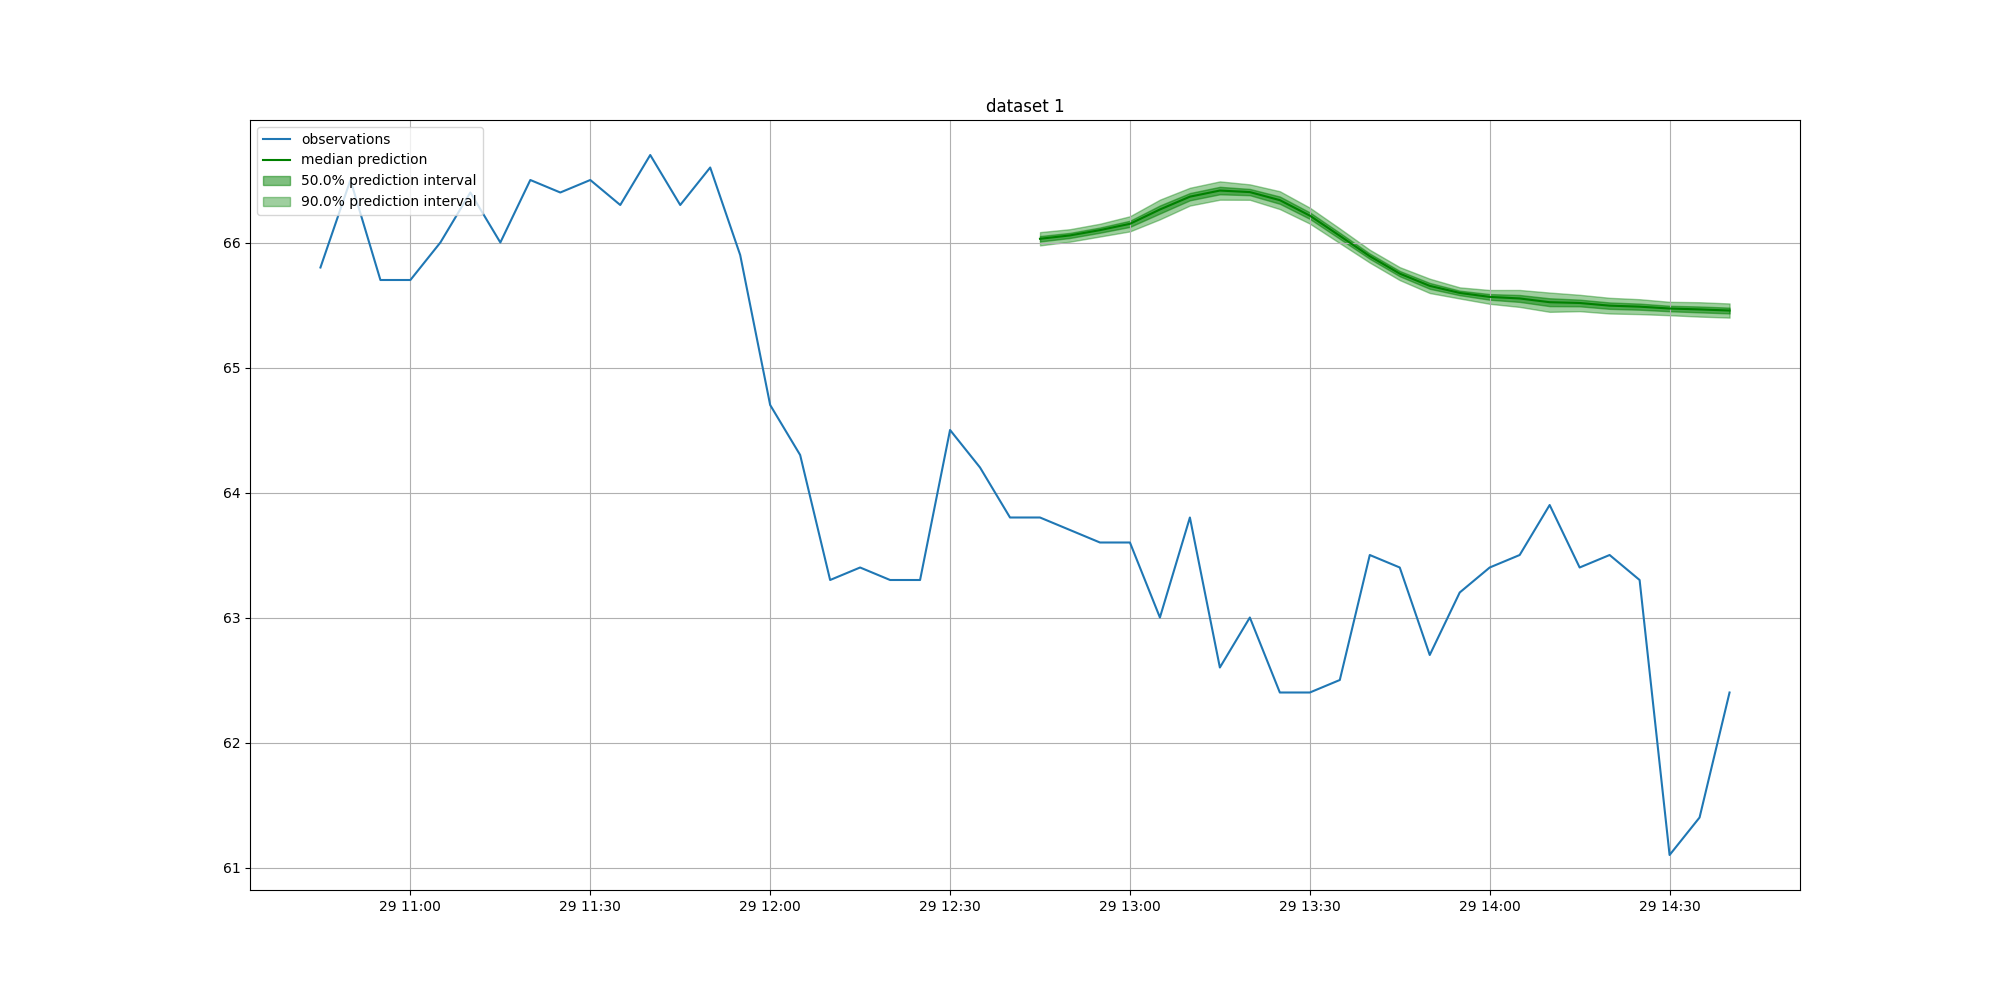 dataset 1
observations
median prediction
50.0% prediction interval
90.0% prediction interval
66
65
64
63
62
61
29 11:00 29 11:30 29 12:00 29 12:30 29 13:00 29 13:30 29 14:00 29 14:30